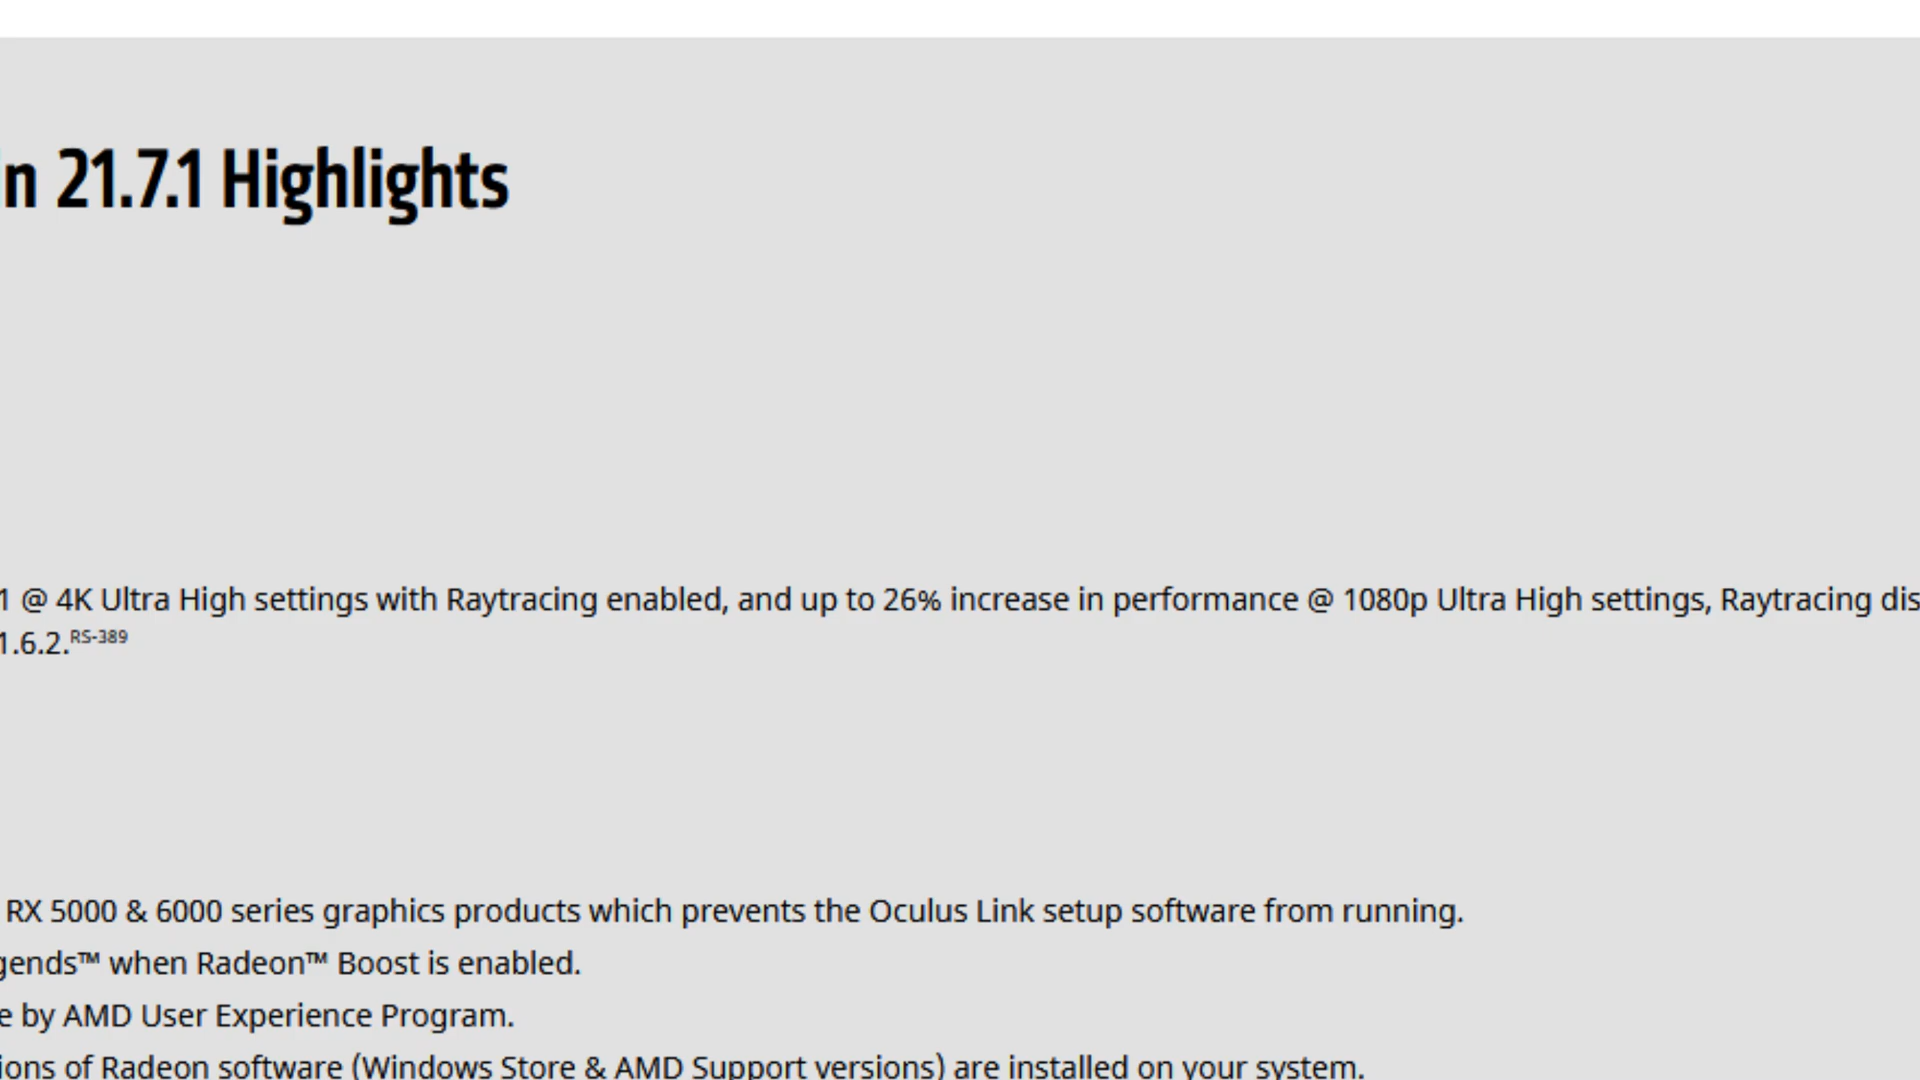 n 21.7.1 Highlights
1 @ 4K Ultra High settings with Raytracing enabled, and up to 26% increase in performance @ 1080p Ultra High settings, Raytracing dis
1.6.2.RS-389
RX 5000 & 6000 series graphics products which prevents the Oculus Link setup software from running.
gends™ when Radeon™ Boost is enabled.
e by AMD User Experience Program.
ions of Radeon software (Windows Store & AMD Support versions) are installed on your system.